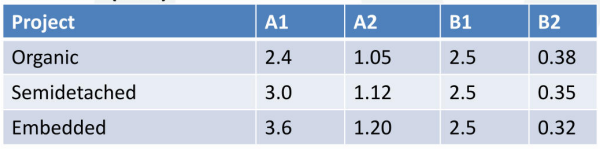 Project A1 A2 B1 B2
Organic 2.4 1.05 2.5 0.38
Semidetached 3.0 1.12 2.5 0.35
Embedded 3.6 1.20 2.5 0.32